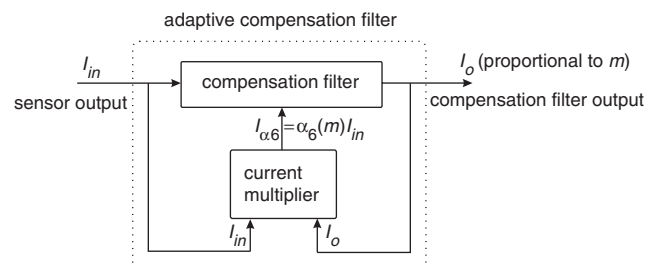 adaptive compensation filter
I_in
I_o (proportional to m)
compensation filter
sensor output
compensation filter output
I_α6=α_6(m)I_in
current
multiplier
I_in
I_o